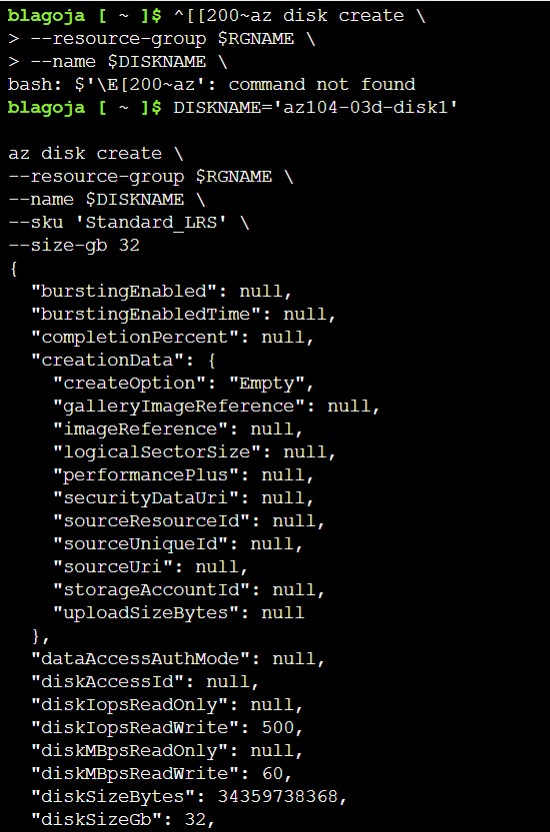 blagoja [ ~ ]$ ^[[200~az disk create \
> --resource-group $RGNAME \
> --name $DISKNAME \
bash: $'\E[200~az': command not found
blagoja [ ~ ]$ DISKNAME='az104-03d-disk1'
az disk create \
--resource-group $RGNAME \
--name $DISKNAME \
--sku 'Standard_LRS' \
--size-gb 32
{
  "burstingEnabled": null,
  "burstingEnabledTime": null,
  "completionPercent": null,
  "creationData": {
    "createOption": "Empty",
    "galleryImageReference": null,
    "imageReference": null,
    "logicalSectorSize": null,
    "performancePlus": null,
    "securityDataUri": null,
    "sourceResourceId": null,
    "sourceUniqueId": null,
    "sourceUri": null,
    "storageAccountId": null,
    "uploadSizeBytes": null
  },
  "dataAccessAuthMode": null,
  "diskAccessId": null,
  "diskIopsReadOnly": null,
  "diskIopsReadWrite": 500,
  "diskMBpsReadOnly": null,
  "diskMBpsReadWrite": 60,
  "diskSizeBytes": 34359738368,
  "diskSizeGb": 32,